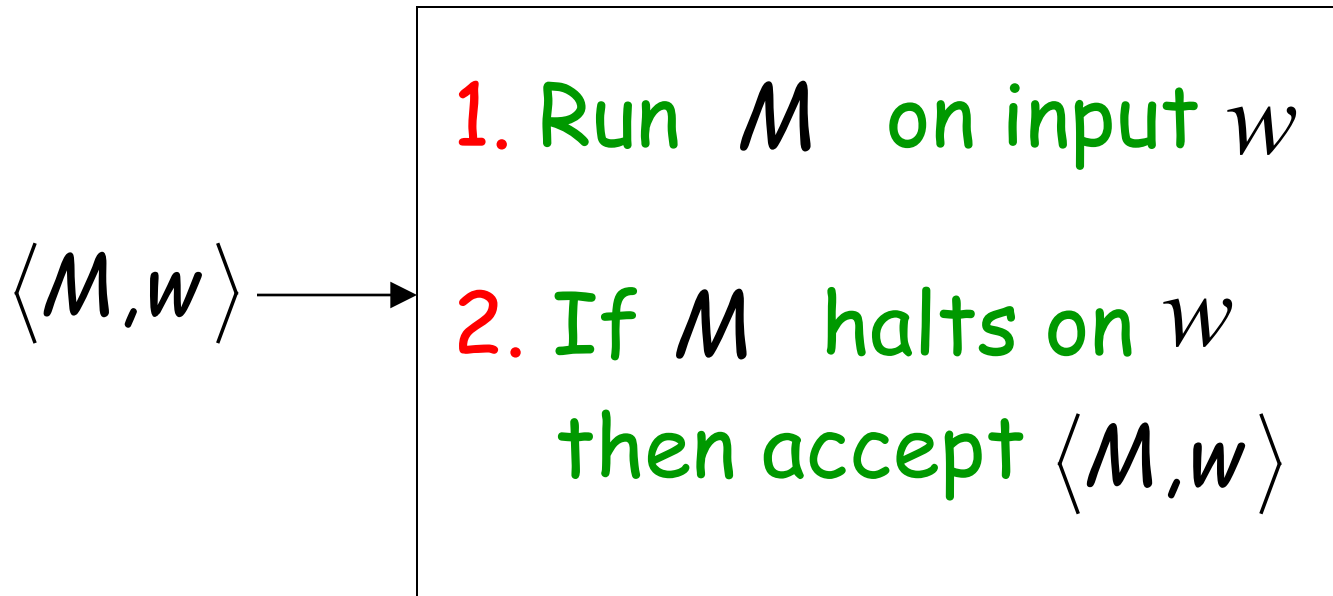 1. Run M on input w
⟨M,w⟩
2. If M halts on w
then accept ⟨M,w⟩